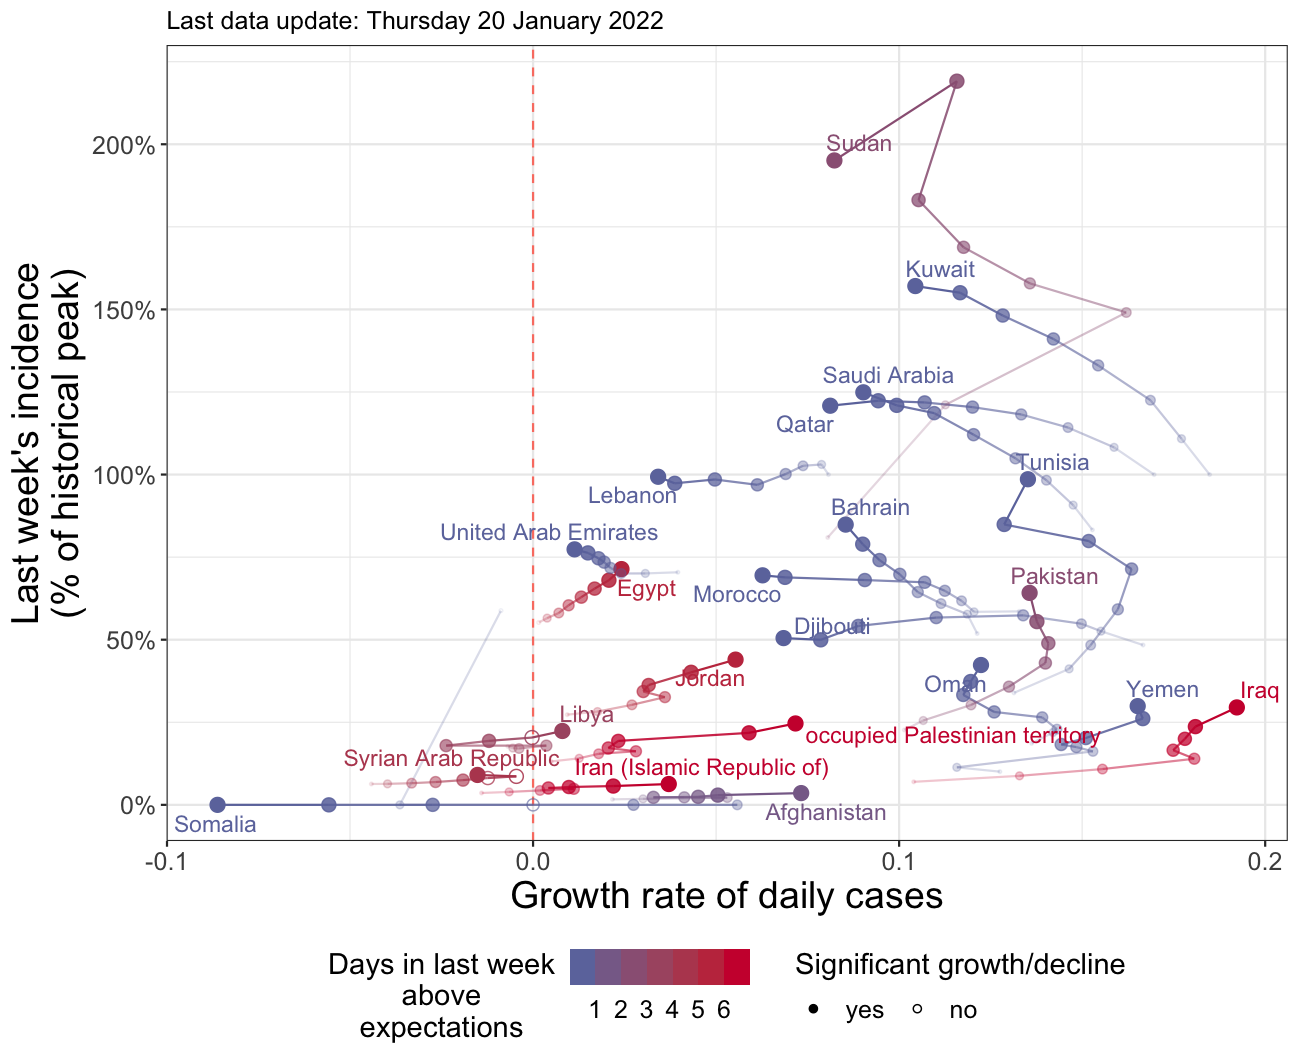 Last data update: Thursday 20 January 2022
Last week's incidence
(% of historical peak)
200%
150%
100%
50%
0%
Sudan
Kuwait
Saudi Arabia
Qatar
Tunisia
Lebanon
Bahrain
United Arab Emirates
Pakistan
Egypt
Morocco
Djibouti
Jordan
Oman
Yemen
Iraq
Libya
occupied Palestinian territory
Syrian Arab Republic
Iran (Islamic Republic of)
Afghanistan
Somalia
-0.1
0.0
0.1
0.2
Growth rate of daily cases
Days in last week
above
expectations
1 2 3 4 5 6
Significant growth/decline
yes
no